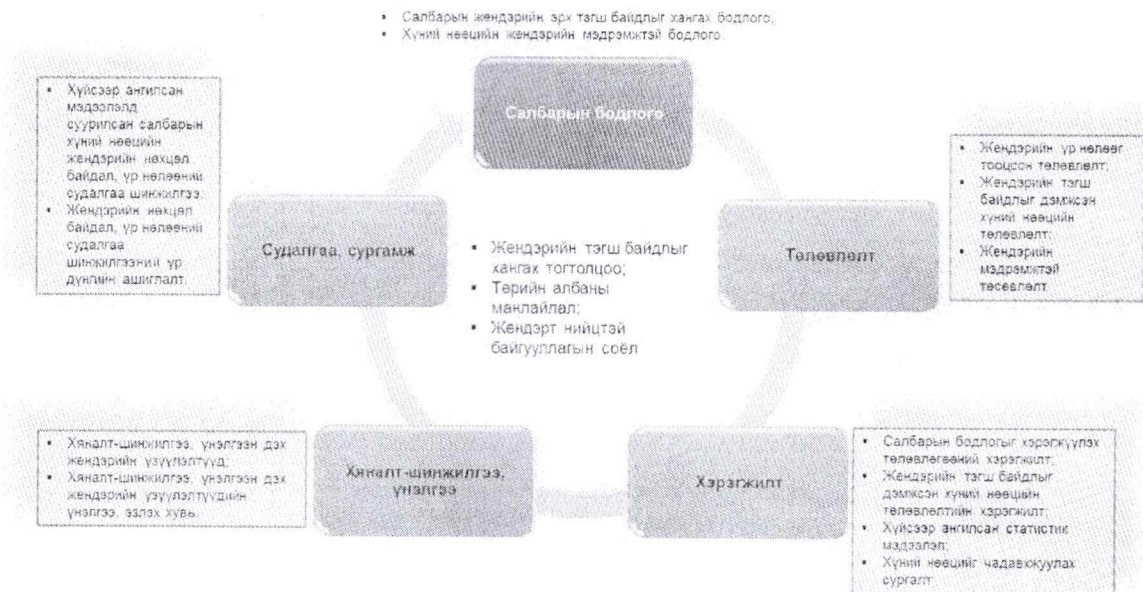 ▪ Салбарын жендэрийн эрх тэгш байдлыг хангах бодлого;
▪ Хүний нөөцийн жендэрийн мэдрэмжтэй бодлого.
Салбарын бодлого
▪ Хүйсээр ангилсан
мэдээлэлд
суурилсан салбарын
хүний нөөцийн
жендэрийн нөхцөл
байдал, үр нөлөөний
судалгаа шинжилгээ;
▪ Жендэрийн нөхцөл
байдал, үр нөлөөний
судалгаа
шинжилгээний үр
дүнгийн ашиглалт.
Судалгаа, сургамж
▪ Жендэрийн тэгш байдлыг
хангах тогтолцоо;
▪ Төрийн албаны
манлайлал;
▪ Жендэрт нийцтэй
байгууллагын соёл
Төлөвлөлт
▪ Жендэрийн үр нөлөөг
тооцсон төлөвлөлт;
▪ Жендэрийн тэгш
байдлыг дэмжсэн
хүний нөөцийн
төлөвлөлт;
▪ Жендэрийн
мэдрэмжтэй
төсөвлөлт
▪ Хяналт-шинжилгээ, үнэлгээн дэх
жендэрийн үзүүлэлтүүд;
▪ Хяналт-шинжилгээ, үнэлгээн дэх
жендэрийн үзүүлэлтүүдийн
үнэлгээ, эзлэх хувь.
Хяналт-шинжилгээ,
үнэлгээ
Хэрэгжилт
▪ Салбарын бодлогыг хэрэгжүүлэх
төлөвлөгөөний хэрэгжилт;
▪ Жендэрийн тэгш байдлыг
дэмжсэн хүний нөөцийн
төлөвлөлтийн хэрэгжилт;
▪ Хүйсээр ангилсан статистик
мэдээлэл;
▪ Хүний нөөцийг чадавхжуулах
сургалт